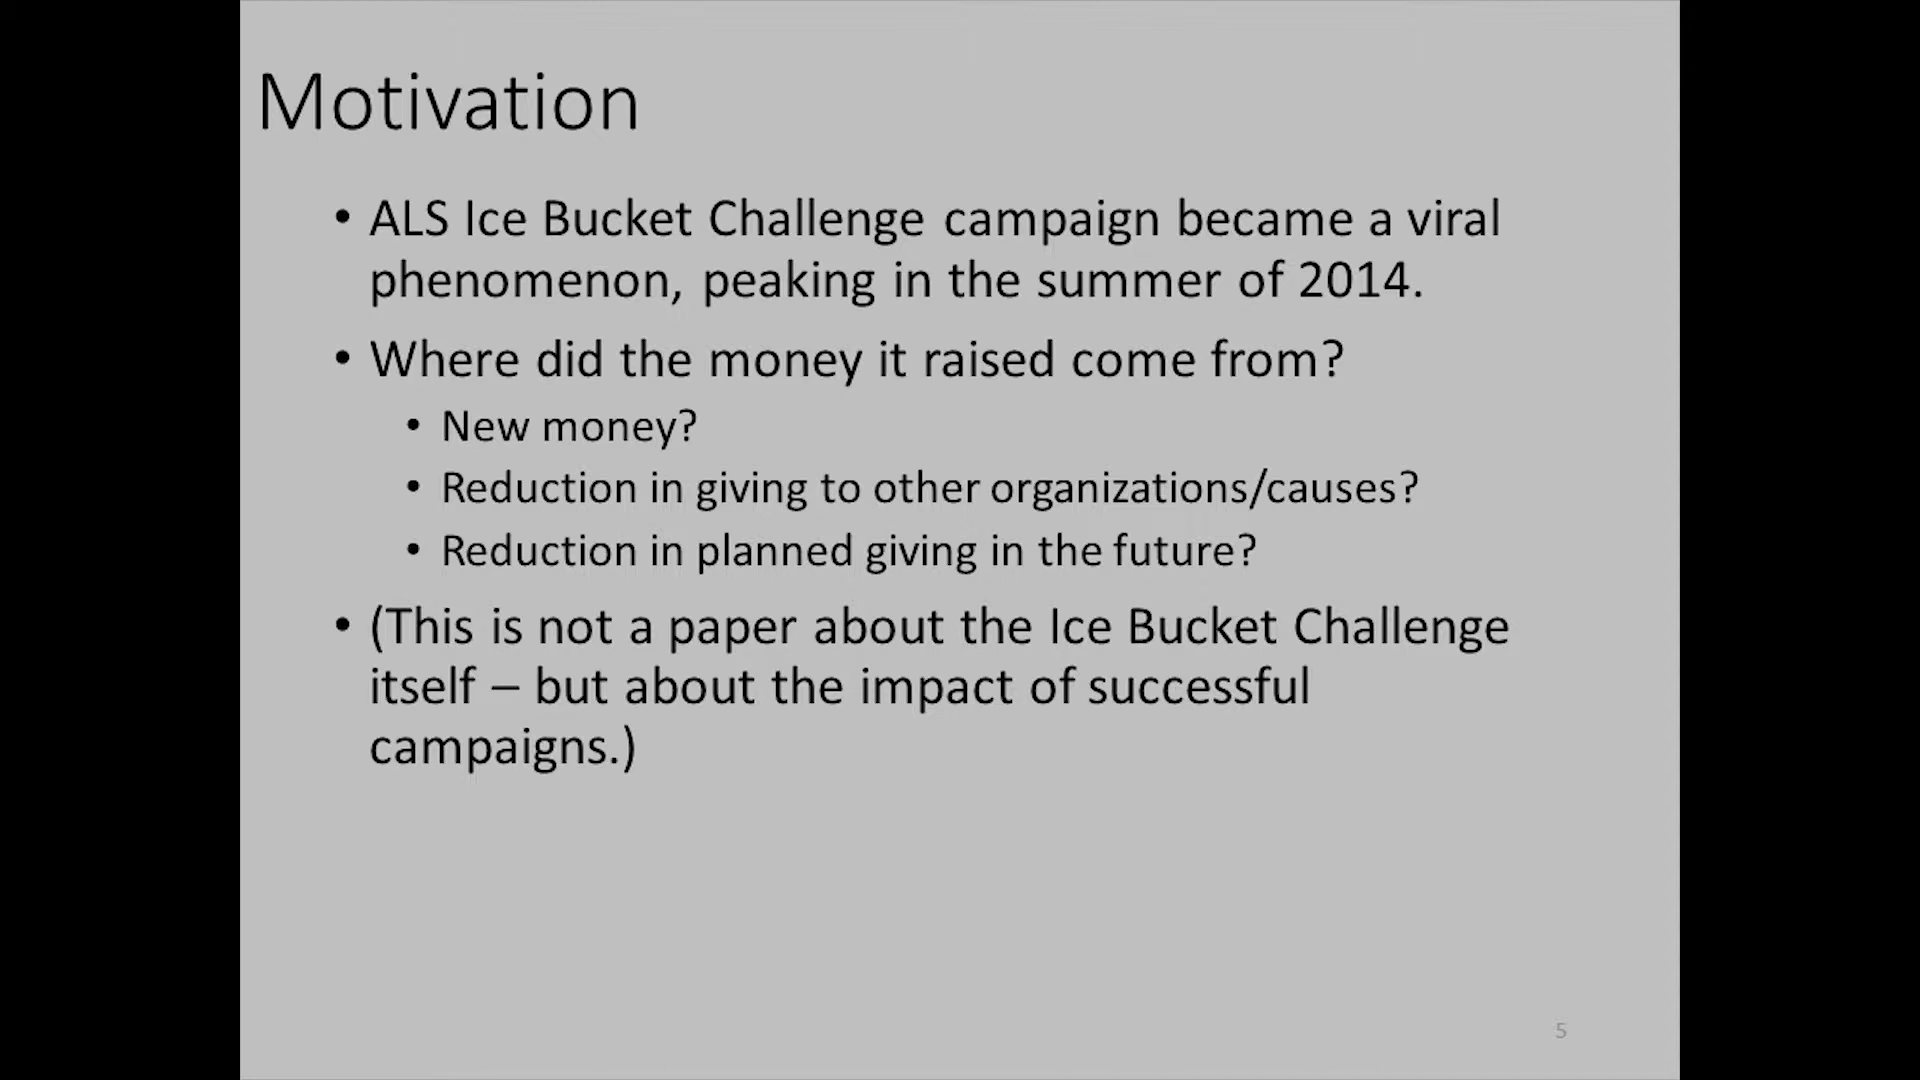 Motivation
• ALS Ice Bucket Challenge campaign became a viral
phenomenon, peaking in the summer of 2014.
• Where did the money it raised come from?
• New money?
• Reduction in giving to other organizations/causes?
• Reduction in planned giving in the future?
• (This is not a paper about the Ice Bucket Challenge
itself – but about the impact of successful
campaigns.)
5